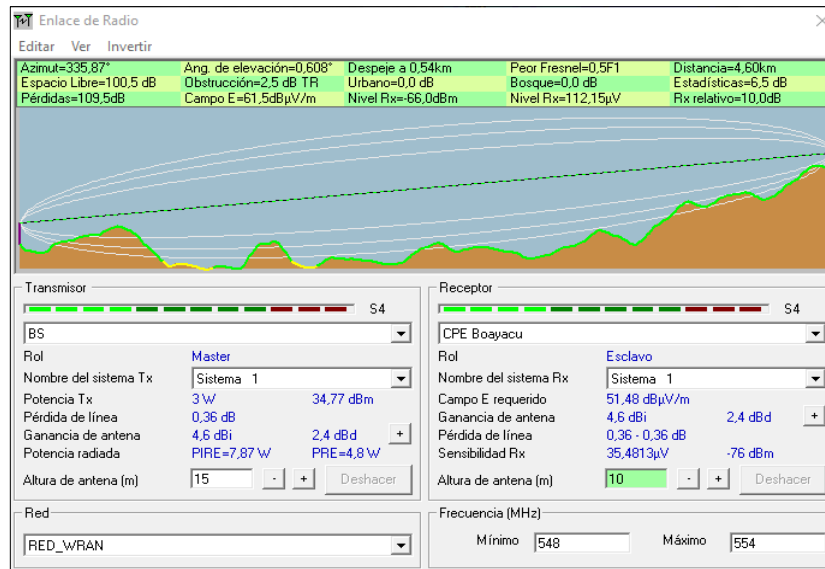 Enlace de Radio
Editar Ver Invertir
Azimut=335,87° Ang. de elevación=0,608° Despeje a 0,54km Peor Fresnel=0,5F1 Distancia=4,60km
Espacio Libre=100,5 dB Obstrucción=2,5 dB TR Urbano=0,0 dB Bosque=0,0 dB Estadísticas=6,5 dB
Pérdidas=109,5dB Campo E=61,5dBµV/m Nivel Rx=-66,0dBm Nivel Rx=112,15µV Rx relativo=10,0dB
Transmisor
S4
BS
Rol Master
Nombre del sistema Tx Sistema 1
Potencia Tx 3 W 34,77 dBm
Pérdida de línea 0,36 dB
Ganancia de antena 4,6 dBi 2,4 dBd +
Potencia radiada PIRE=7,87 W PRE=4,8 W
Altura de antena (m) 15 - + Deshacer
Red
RED_WRAN
Receptor
S4
CPE Boayacu
Rol Esclavo
Nombre del sistema Rx Sistema 1
Campo E requerido 51,48 dBµV/m
Ganancia de antena 4,6 dBi 2,4 dBd +
Pérdida de línea 0,36 - 0,36 dB
Sensibilidad Rx 35,4813µV -76 dBm
Altura de antena (m) 10 - + Deshacer
Frecuencia (MHz)
Mínimo 548 Máximo 554